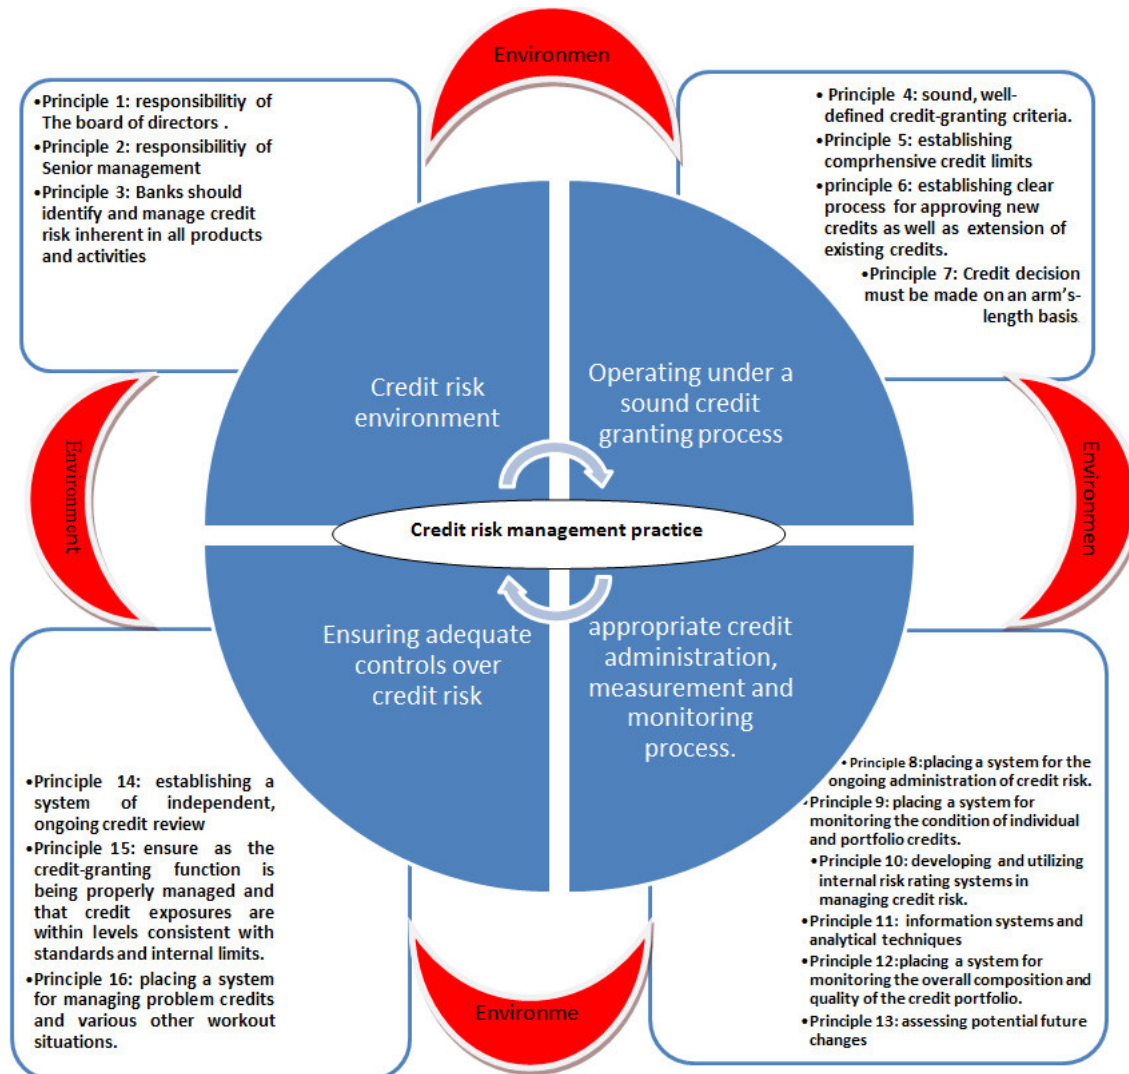 Environmen
•Principle 1: responsibilitiy of
The board of directors .
•Principle 2: responsibilitiy of
Senior management
•Principle 3: Banks should
identify and manage credit
risk inherent in all products
and activities
• Principle 4: sound, well-
defined credit-granting criteria.
•Principle 5: establishing
comprhensive credit limits
•principle 6: establishing clear
process for approving new
credits as well as extension of
existing credits.
•Principle 7: Credit decision
must be made on an arm's-
length basis.
Credit risk
environment
Operating under a
sound credit
granting process
Environment
Environmen
Credit risk management practice
Ensuring adequate
controls over
credit risk
appropriate credit
administration,
measurement and
monitoring
process.
•Principle 14: establishing a
system of independent,
ongoing credit review
•Principle 15: ensure as the
credit-granting function is
being properly managed and
that credit exposures are
within levels consistent with
standards and internal limits.
•Principle 16: placing a system
for managing problem credits
and various other workout
situations.
• Principle 8:placing a system for the
ongoing administration of credit risk.
•Principle 9: placing a system for
monitoring the condition of individual
and portfolio credits.
•Principle 10: developing and utilizing
internal risk rating systems in
managing credit risk.
•Principle 11: information systems and
analytical techniques
•Principle 12:placing a system for
monitoring the overall composition and
quality of the credit portfolio.
•Principle 13: assessing potential future
changes
Environme